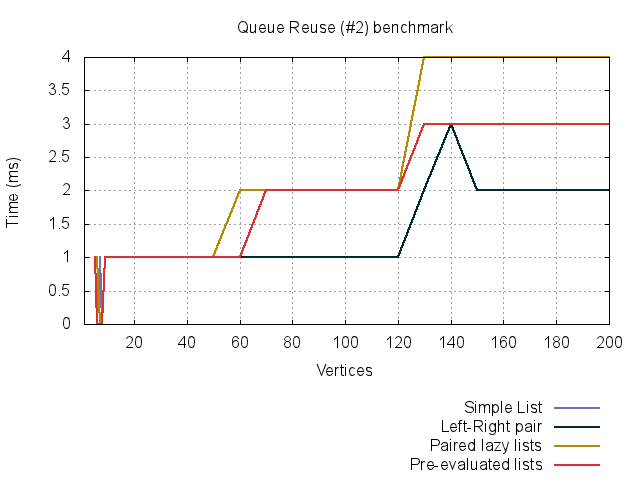 Queue Reuse (#2) benchmark
4
3.5
3
2.5
2
1.5
1
0.5
0
Time (ms)
20 40 60 80 100 120 140 160 180 200
Vertices
Simple List
Left-Right pair
Paired lazy lists
Pre-evaluated lists